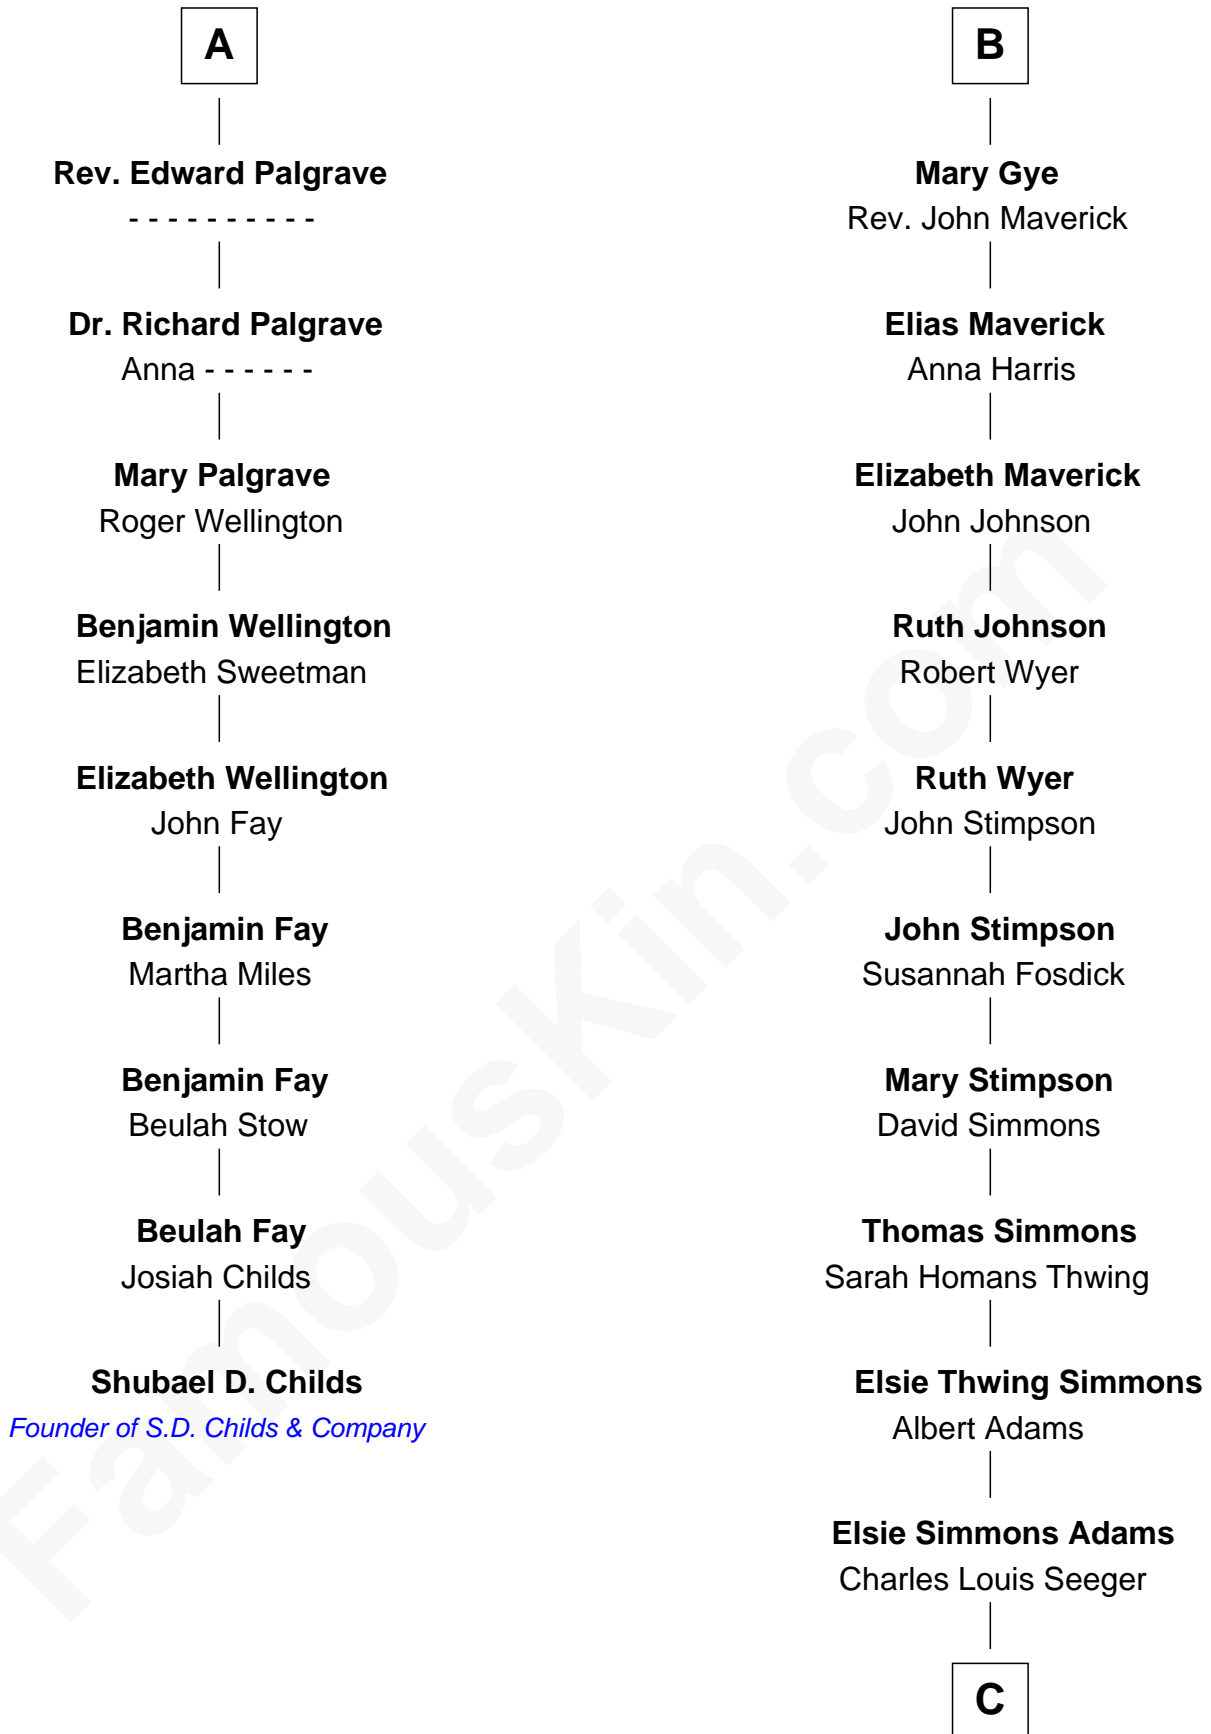 A
Rev. Edward Palgrave
- - - - - - - - - -
Dr. Richard Palgrave
Anna - - - - - -
Mary Palgrave
Roger Wellington
Benjamin Wellington
Elizabeth Sweetman
Elizabeth Wellington
John Fay
Benjamin Fay
Martha Miles
Benjamin Fay
Beulah Stow
Beulah Fay
Josiah Childs
Shubael D. Childs
Founder of S.D. Childs & Company
B
Mary Gye
Rev. John Maverick
Elias Maverick
Anna Harris
Elizabeth Maverick
John Johnson
Ruth Johnson
Robert Wyer
Ruth Wyer
John Stimpson
John Stimpson
Susannah Fosdick
Mary Stimpson
David Simmons
Thomas Simmons
Sarah Homans Thwing
Elsie Thwing Simmons
Albert Adams
Elsie Simmons Adams
Charles Louis Seeger
C
FamousKin.com